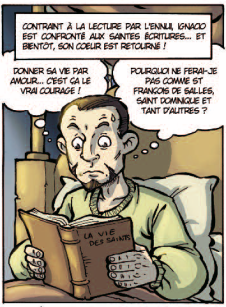 CONTRAINT À LA LECTURE PAR L'ENNUI, IGNACIO
EST CONFRONTÉ AUX SAINTES ÉCRITURES... ET
BIENTÔT, SON COEUR EST RETOURNÉ !
DONNER SA VIE PAR
AMOUR... C'EST ÇA LE
VRAI COURAGE !
POURQUOI NE FERAI-JE
PAS COMME ST
FRANÇOIS DE SALLES,
SAINT DOMINIQUE ET
TANT D'AUTRES ?
LA VIE
DES SAINTS